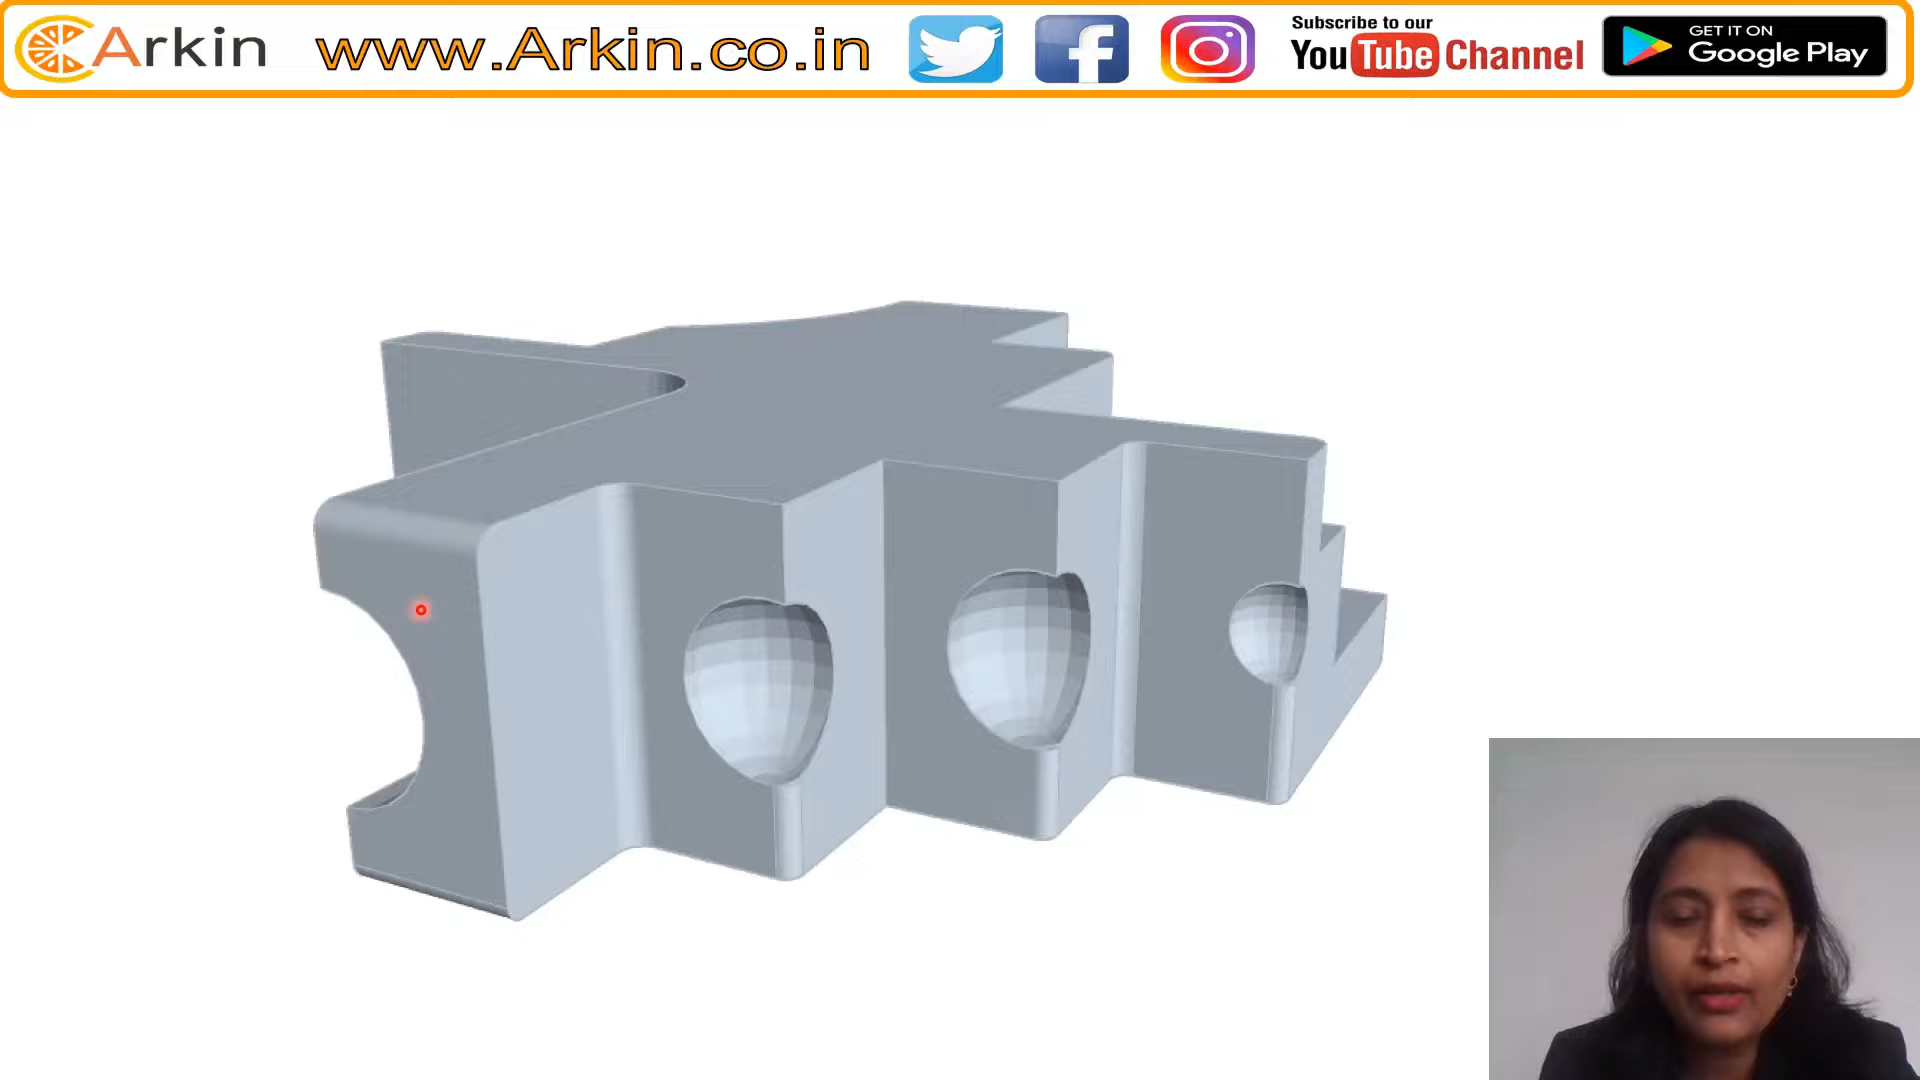 Arkin
www.Arkin.co.in
Subscribe to our
YouTube Channel
GET IT ON
Google Play